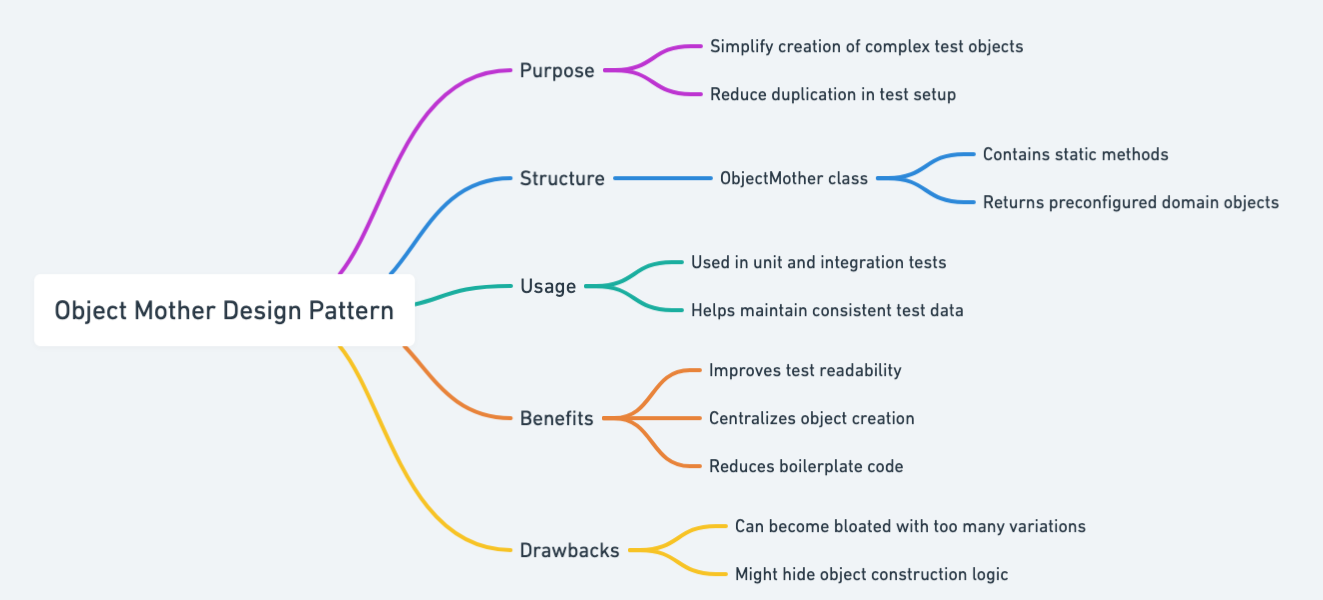 Object Mother Design Pattern
Purpose
Simplify creation of complex test objects
Reduce duplication in test setup
Structure
ObjectMother class
Contains static methods
Returns preconfigured domain objects
Usage
Used in unit and integration tests
Helps maintain consistent test data
Benefits
Improves test readability
Centralizes object creation
Reduces boilerplate code
Drawbacks
Can become bloated with too many variations
Might hide object construction logic